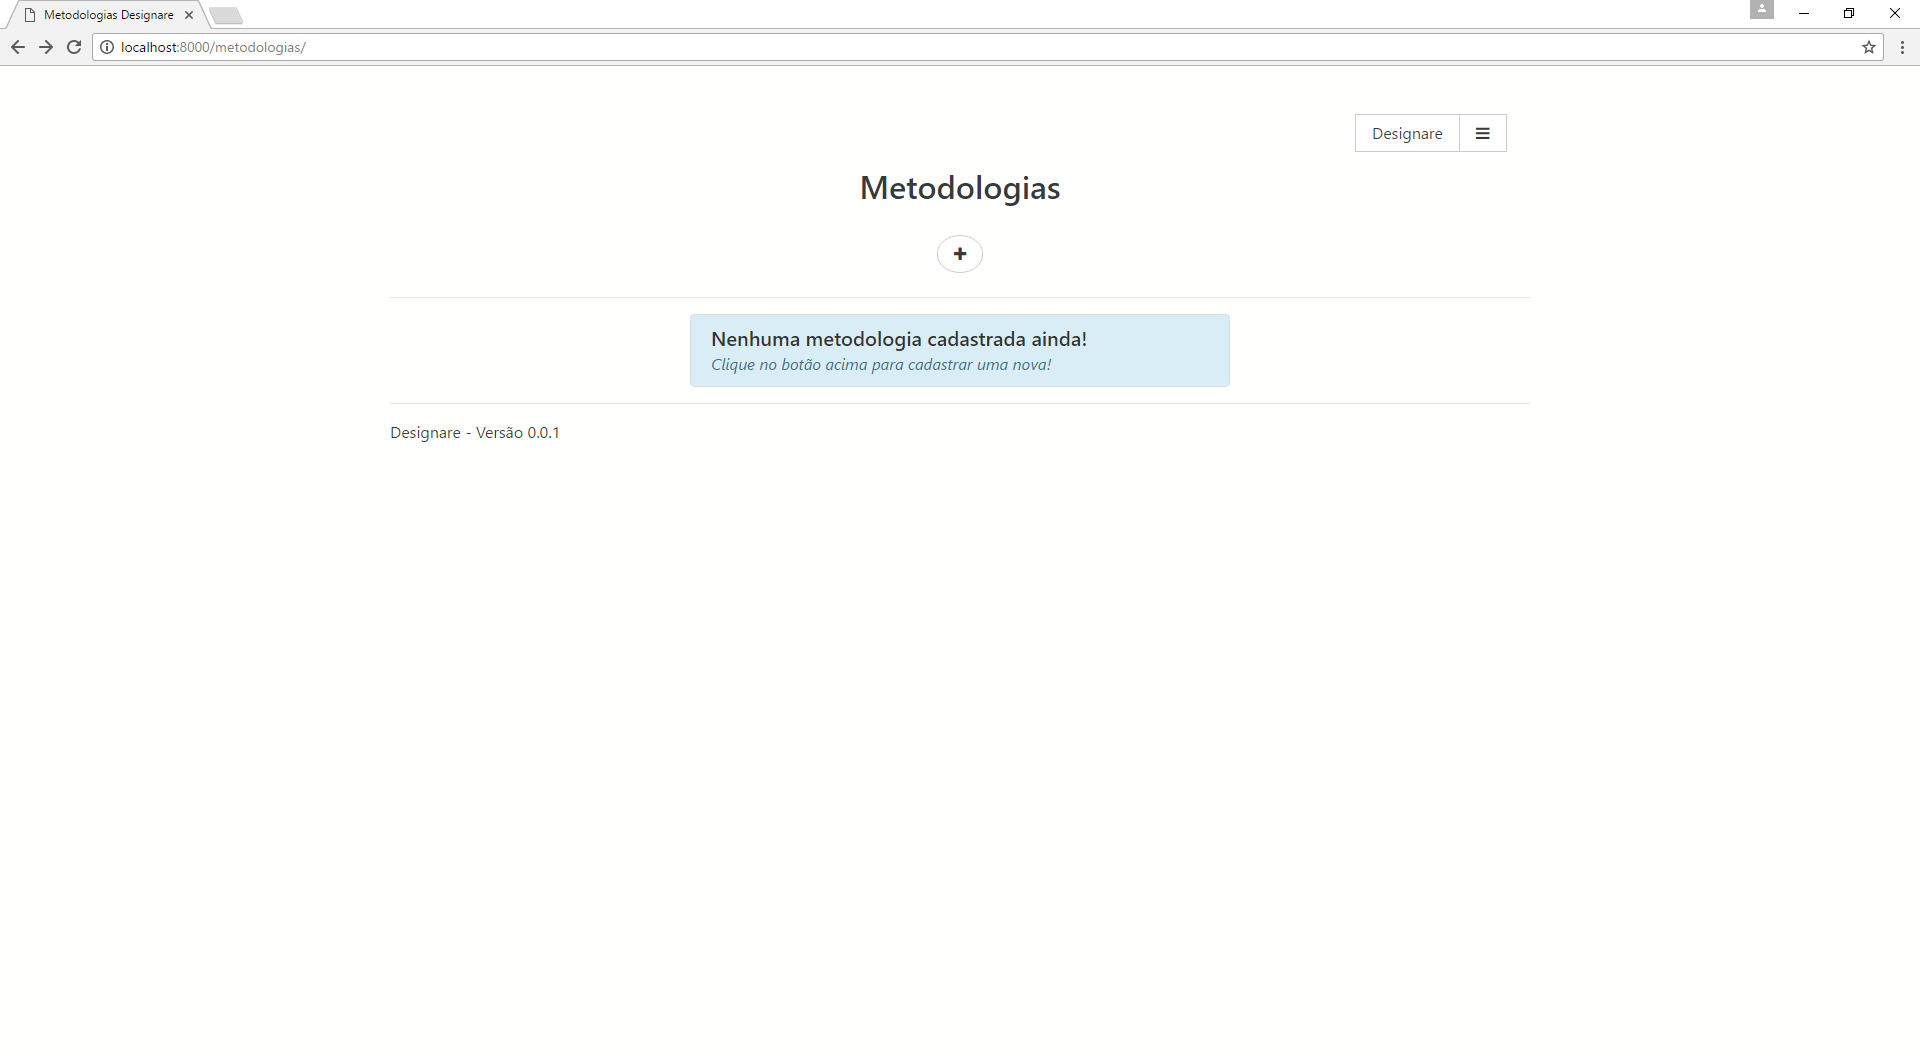 Metodologias Designare
localhost:8000/metodologias/
Designare
Metodologias
Nenhuma metodologia cadastrada ainda!
Clique no botão acima para cadastrar uma nova!
Designare - Versão 0.0.1